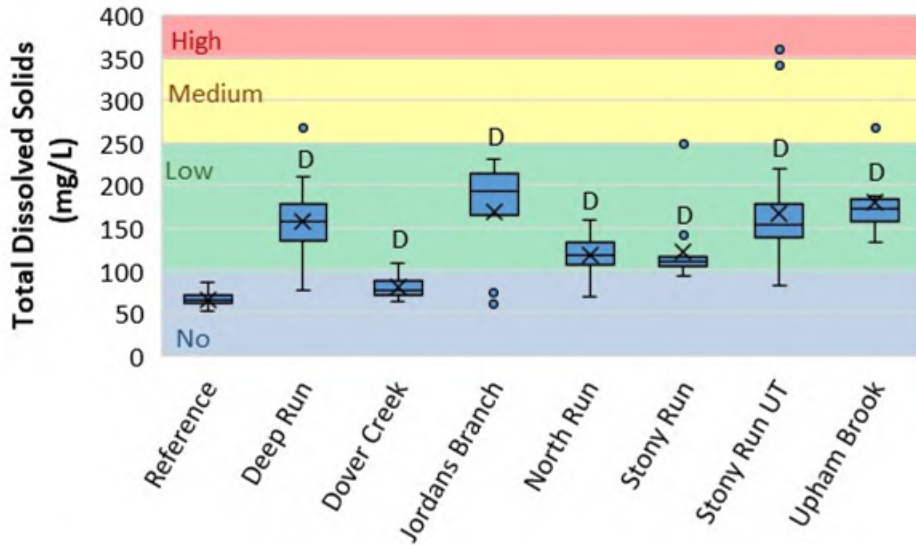 Total Dissolved Solids
(mg/L)
400
350
300
250
200
150
100
50
0
High
Medium
Low
No
D
D
D
D
D
D
D
Reference
Deep Run
Dover Creek
Jordans Branch
North Run
Stony Run
Stony Run UT
Upham Brook